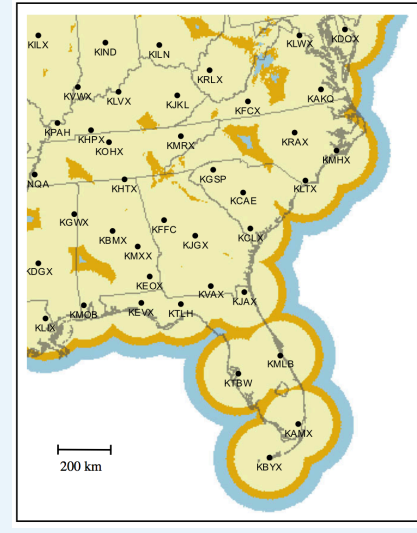 KILX
KIND
KILN
KLWX
KDOX
KRLX
KVWX
KLVX
KJKL
KFCX
KAKQ
KPAH
KHPX
KOHX
KMRX
KRAX
KMHX
NQA
KHTX
KGSP
KCAE
KLTX
KGWX
KBMX
KFFC
KMXX
KJGX
KCLX
KDGX
KEOX
KVAX
KJAX
KLIX
KMOB
KEVX
KTLH
KMLB
KTBW
KAMX
KBYX
200 km